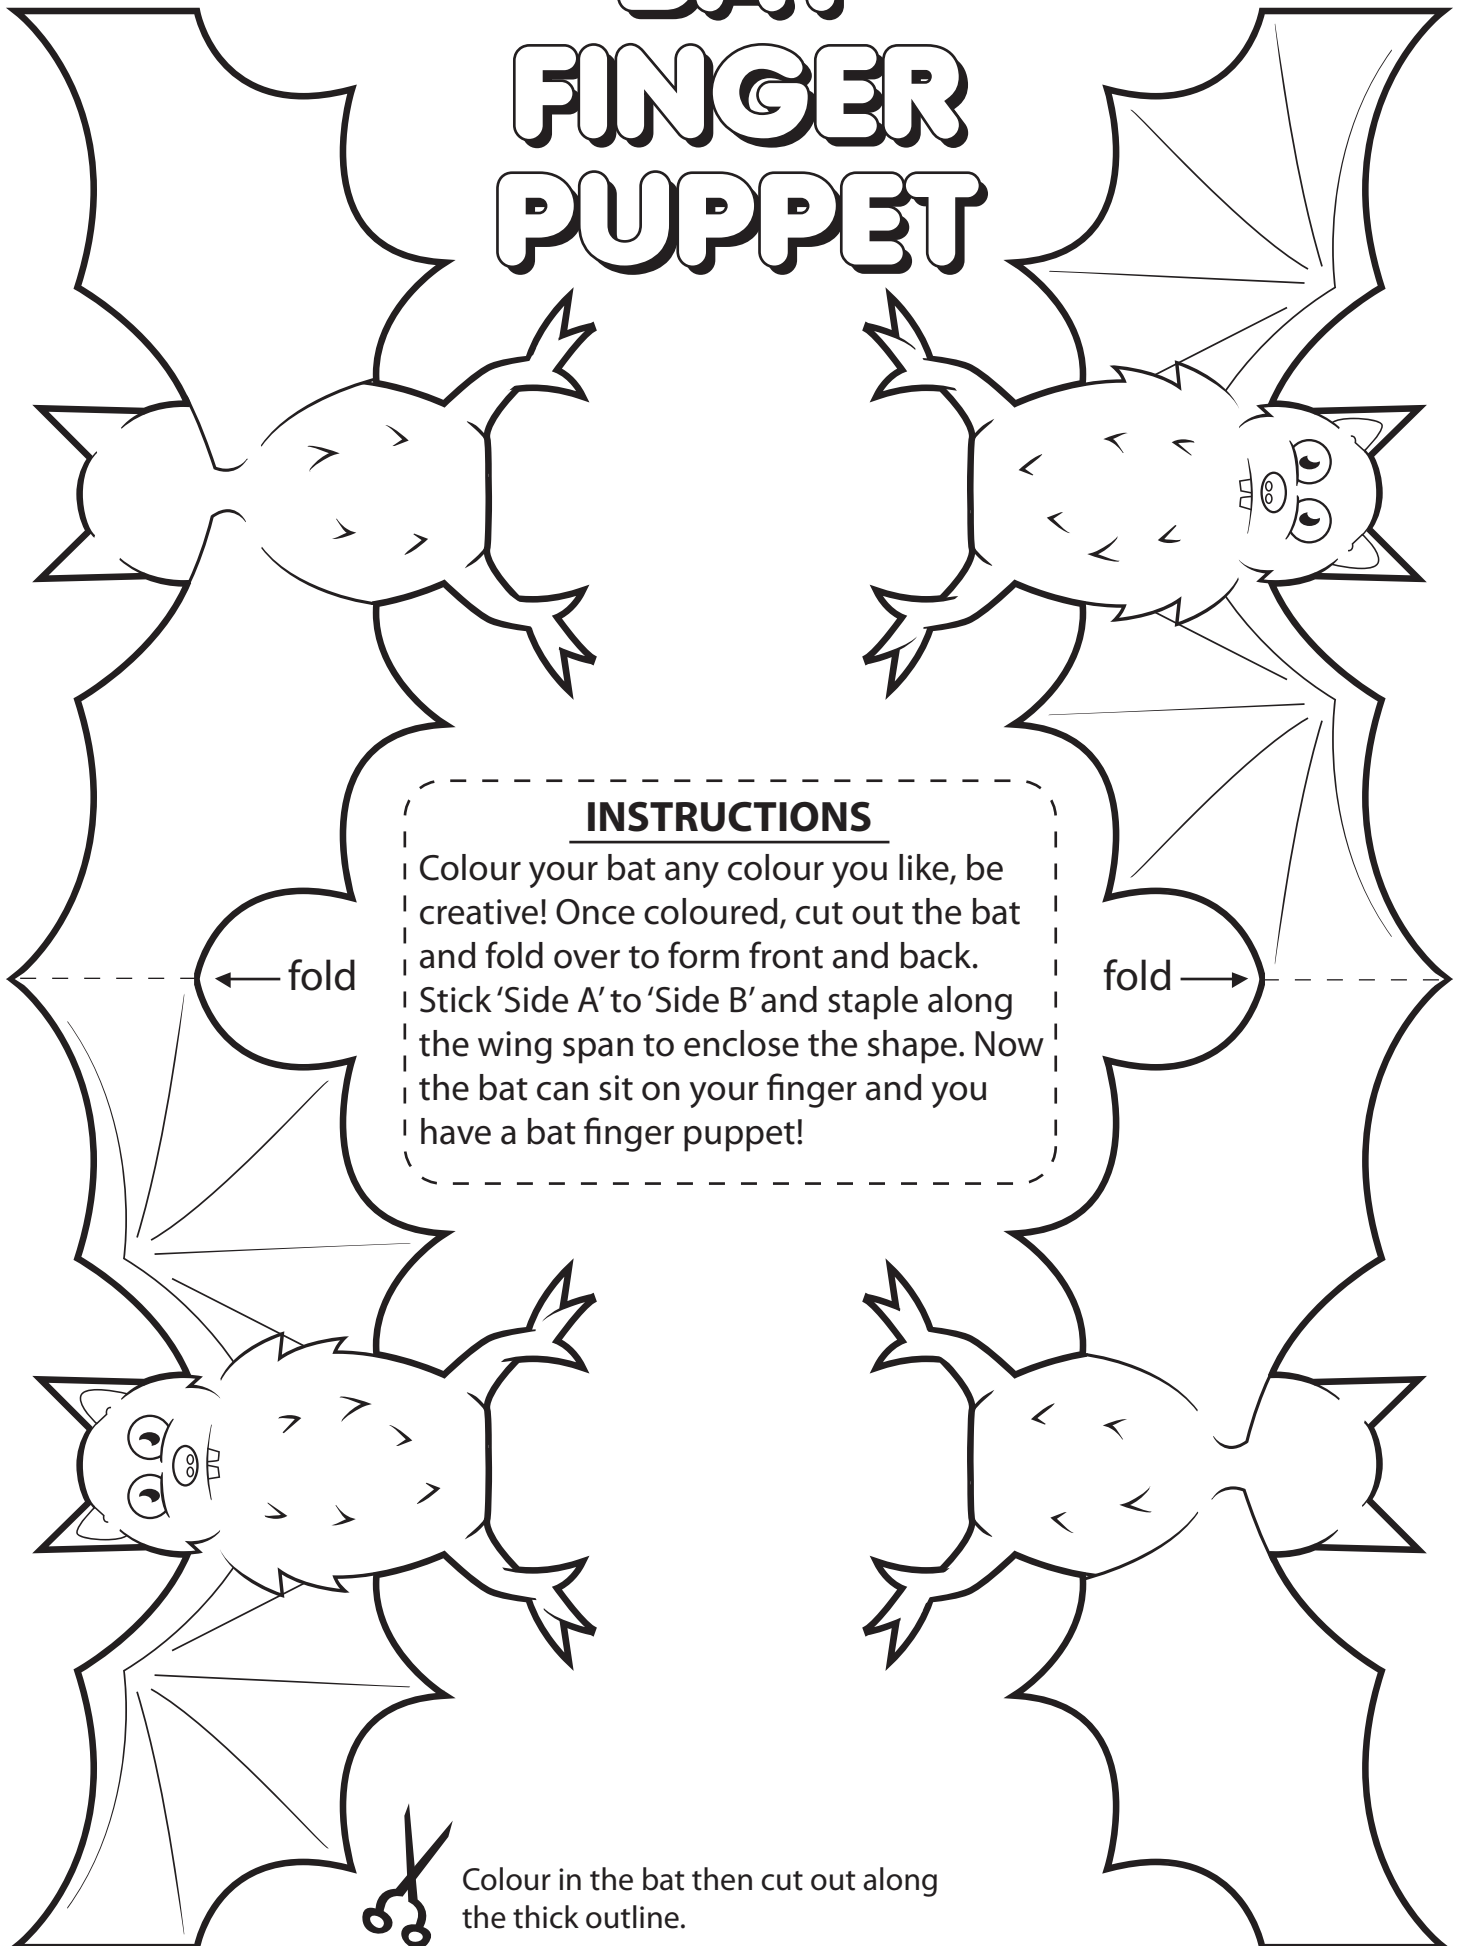 BAT
FINGER
PUPPET
INSTRUCTIONS
Colour your bat any colour you like, be
creative! Once coloured, cut out the bat
and fold over to form front and back.
Stick ‘Side A’ to ‘Side B’ and staple along
the wing span to enclose the shape. Now
the bat can sit on your finger and you
have a bat finger puppet!
fold
fold
Colour in the bat then cut out along
the thick outline.